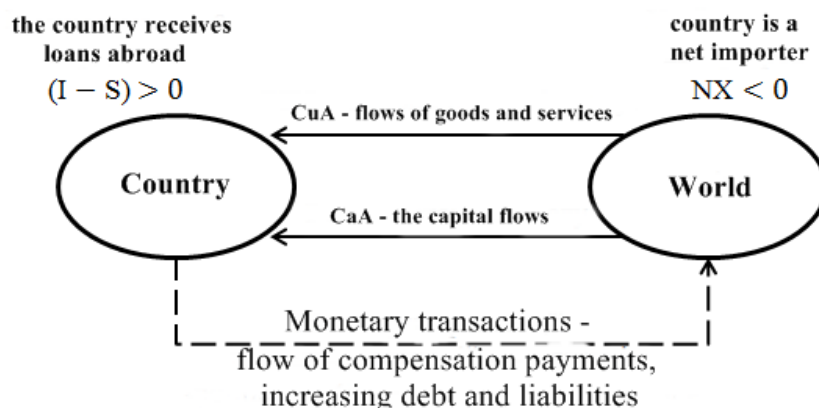 the country receives
loans abroad
(I − S) > 0
country is a
net importer
NX < 0
CuA - flows of goods and services
Country
World
CaA - the capital flows
Monetary transactions -
flow of compensation payments,
increasing debt and liabilities